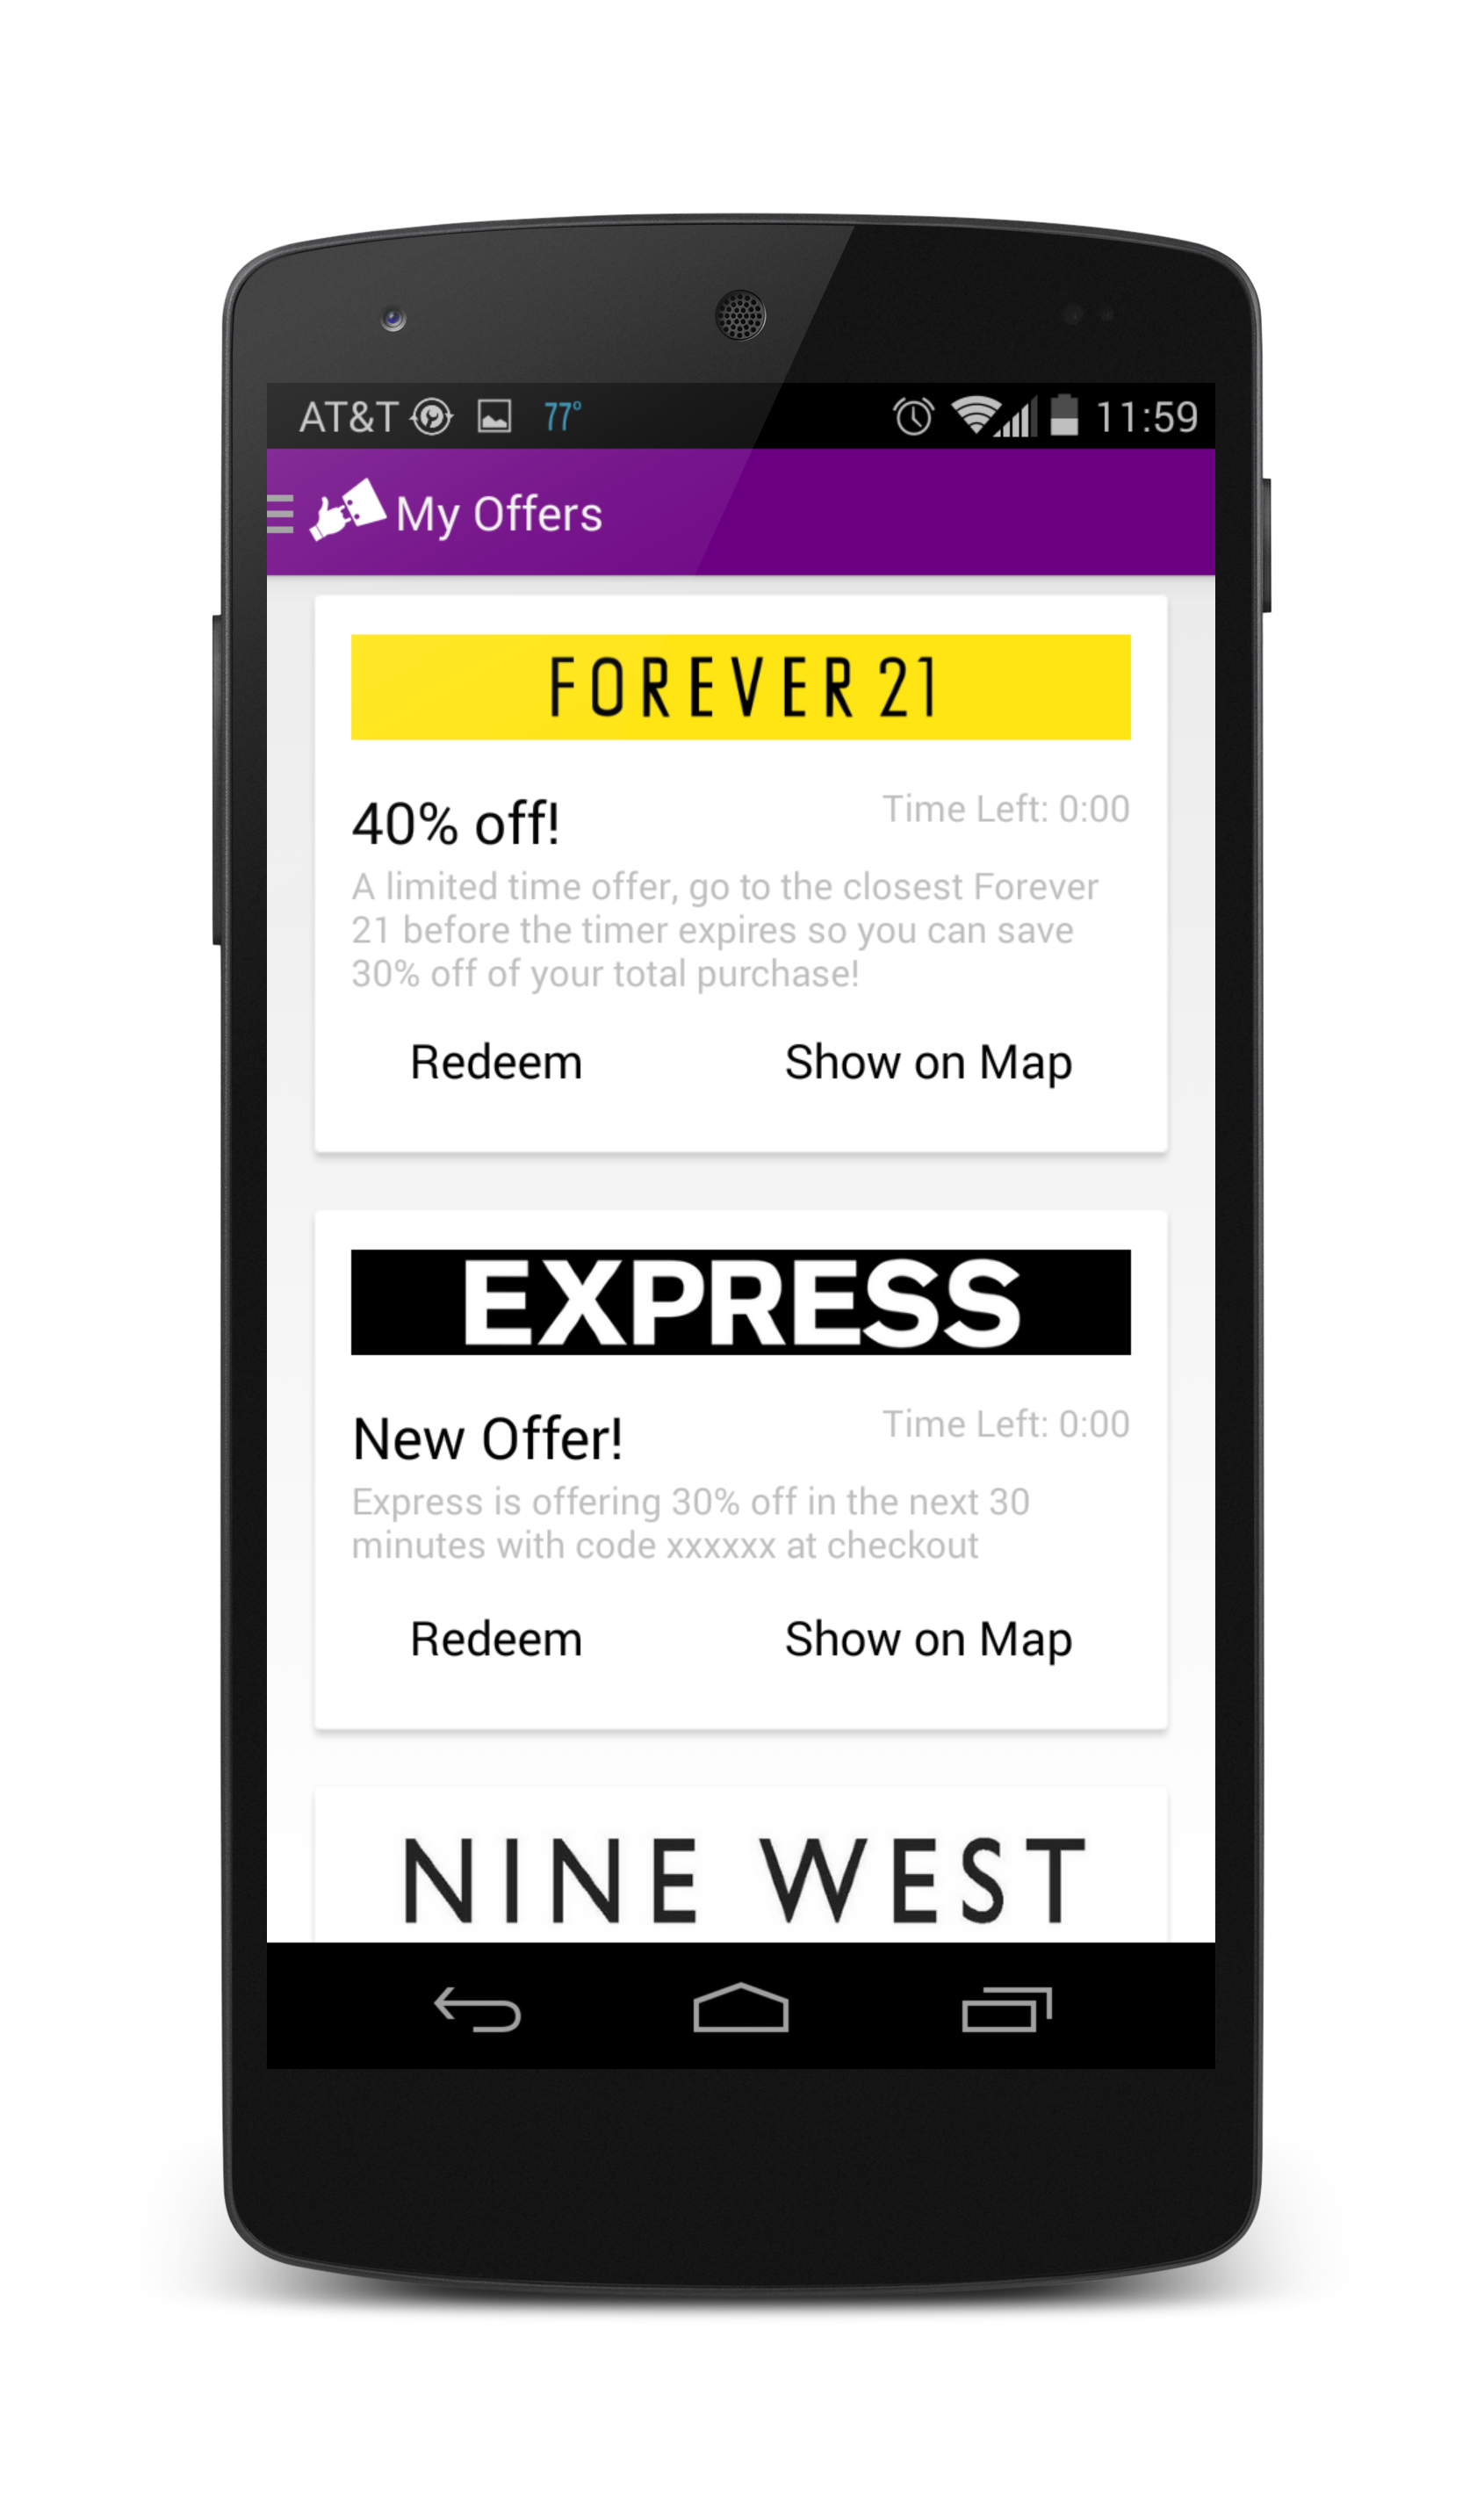 AT&T 77° 11:59
My Offers
FOREVER 21
40% off!
Time Left: 0:00
A limited time offer, go to the closest Forever
21 before the timer expires so you can save
30% off of your total purchase!
Redeem Show on Map
EXPRESS
New Offer!
Time Left: 0:00
Express is offering 30% off in the next 30
minutes with code xxxxxx at checkout
Redeem Show on Map
NINE WEST